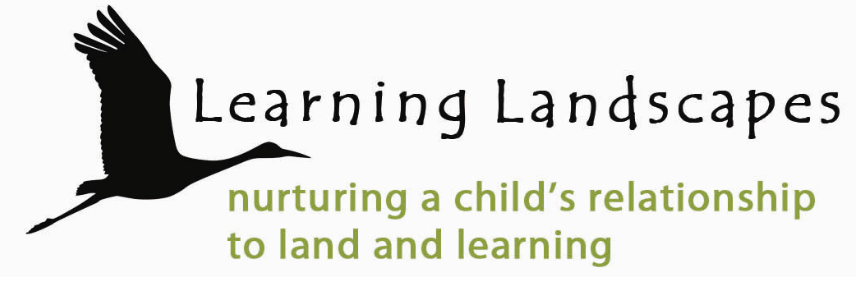 Learning Landscapes
nurturing a child’s relationship
to land and learning